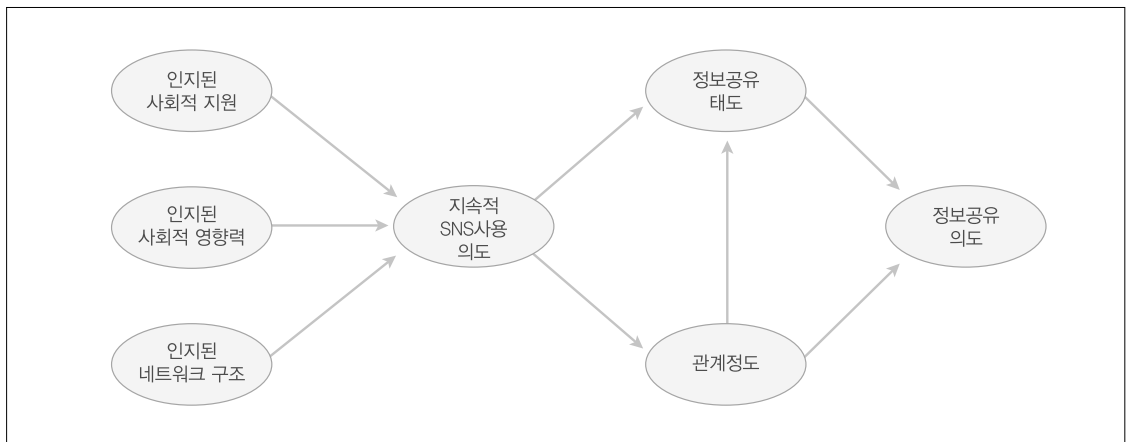 인지된
사회적 지원
인지된
사회적 영향력
인지된
네트워크 구조
지속적
SNS사용
의도
정보공유
태도
관계정도
정보공유
의도